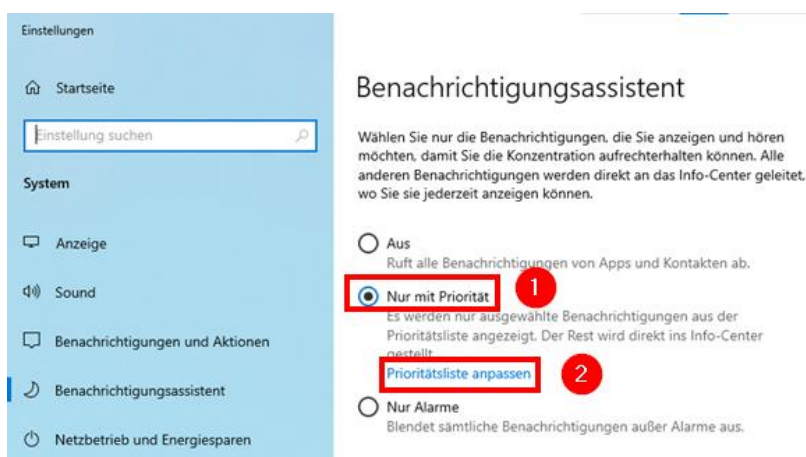 Einstellungen
Startseite
Einstellung suchen
System
Anzeige
Sound
Benachrichtigungen und Aktionen
Benachrichtigungsassistent
Netzbetrieb und Energiesparen
Benachrichtigungsassistent
Wählen Sie nur die Benachrichtigungen, die Sie anzeigen und hören
möchten, damit Sie die Konzentration aufrechterhalten können. Alle
anderen Benachrichtigungen werden direkt an das Info-Center geleitet,
wo Sie sie jederzeit anzeigen können.
Aus
Ruft alle Benachrichtigungen von Apps und Kontakten ab.
Nur mit Priorität
1
Es werden nur ausgewählte Benachrichtigungen aus der
Prioritätsliste angezeigt. Der Rest wird direkt ins Info-Center
gestellt.
Prioritätsliste anpassen
2
Nur Alarme
Blendet sämtliche Benachrichtigungen außer Alarme aus.